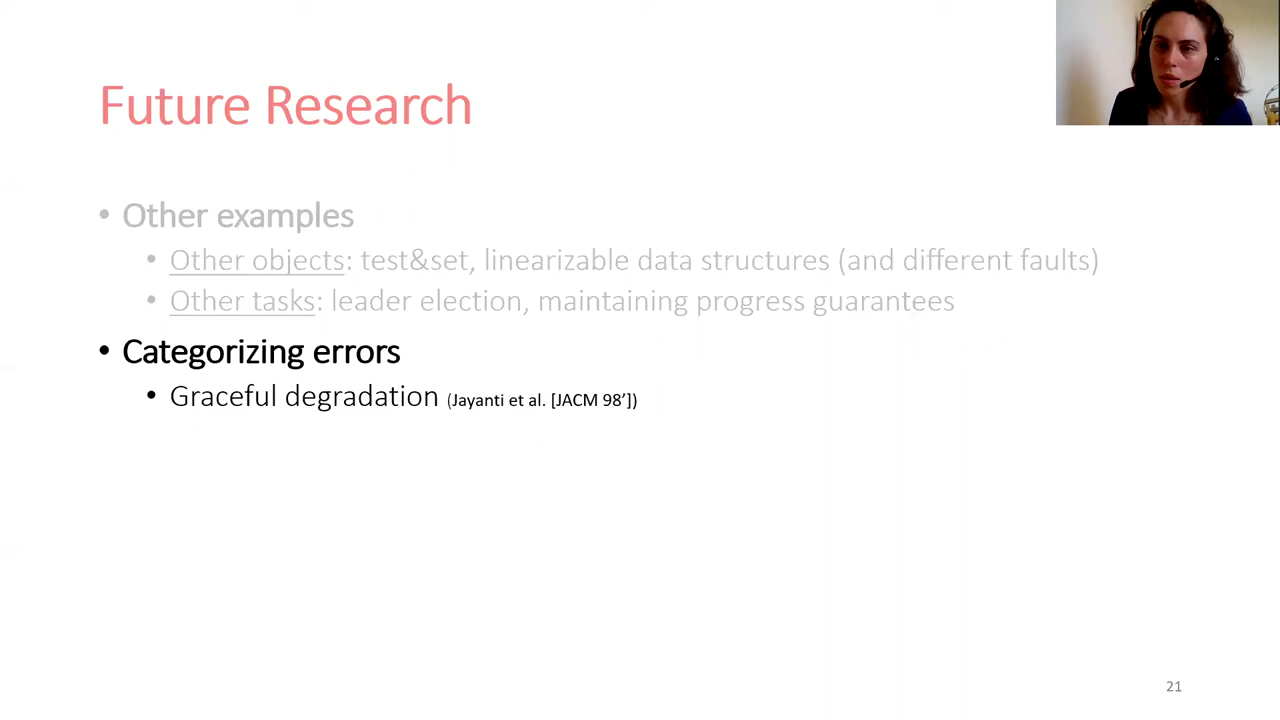 Future Research
• Other examples
• Other objects: test&set, linearizable data structures (and different faults)
• Other tasks: leader election, maintaining progress guarantees
• Categorizing errors
• Graceful degradation (Jayanti et al. [JACM 98’])
21